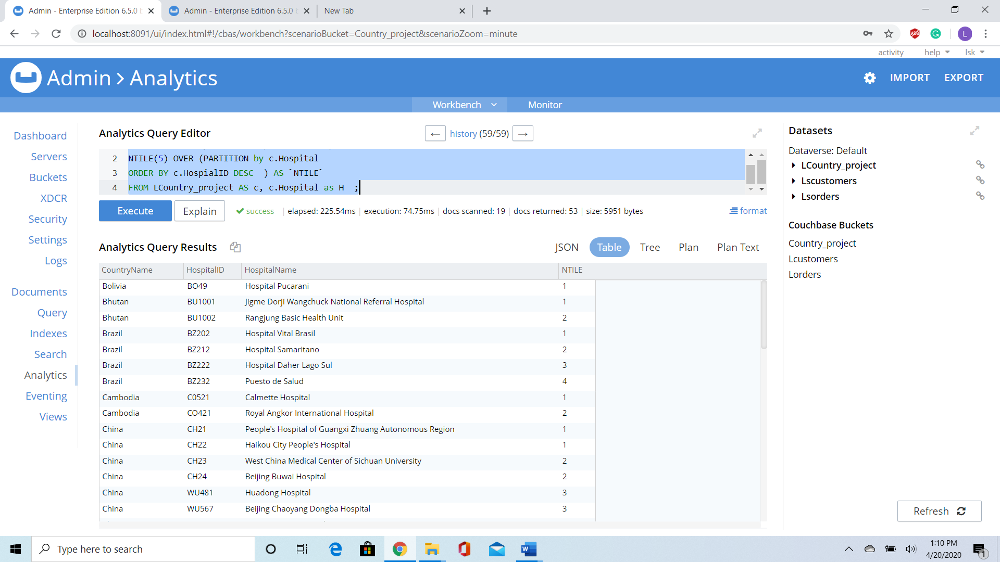 Admin - Enterprise Edition 6.5.0
Admin - Enterprise Edition 6.5.0
New Tab
localhost:8091/ui/index.html#!/cbas/workbench?scenarioBucket=Country_project&scenarioZoom=minute
L
activity
help
lsk
Admin > Analytics
IMPORT
EXPORT
Workbench
Monitor
Dashboard
Servers
Buckets
XDCR
Security
Settings
Logs
Documents
Query
Indexes
Search
Analytics
Eventing
Views
Analytics Query Editor
← history (59/59) →
2 NTILE(5) OVER (PARTITION by c.Hospital
3 ORDER BY c.HospialID DESC ) AS `NTILE`
4 FROM LCountry_project AS c, c.Hospital as H ;
Execute
Explain
success | elapsed: 225.54ms | execution: 74.75ms | docs scanned: 19 | docs returned: 53 | size: 5951 bytes
format
Analytics Query Results
JSON
Table
Tree
Plan
Plan Text
CountryName HospitalID HospitalName NTILE
Bolivia BO49 Hospital Pucarani 1
Bhutan BU1001 Jigme Dorji Wangchuck National Referral Hospital 1
Bhutan BU1002 Rangjung Basic Health Unit 2
Brazil BZ202 Hospital Vital Brasil 1
Brazil BZ212 Hospital Samaritano 2
Brazil BZ222 Hospital Daher Lago Sul 3
Brazil BZ232 Puesto de Salud 4
Cambodia C0521 Calmette Hospital 1
Cambodia CO421 Royal Angkor International Hospital 2
China CH21 People's Hospital of Guangxi Zhuang Autonomous Region 1
China CH22 Haikou City People's Hospital 1
China CH23 West China Medical Center of Sichuan University 2
China CH24 Beijing Buwai Hospital 2
China WU481 Huadong Hospital 3
China WU567 Beijing Chaoyang Dongba Hospital 3
Datasets
Dataverse: Default
LCountry_project
Lscustomers
Lsorders
Couchbase Buckets
Country_project
Lcustomers
Lorders
Refresh
Type here to search
1:10 PM
4/20/2020
1